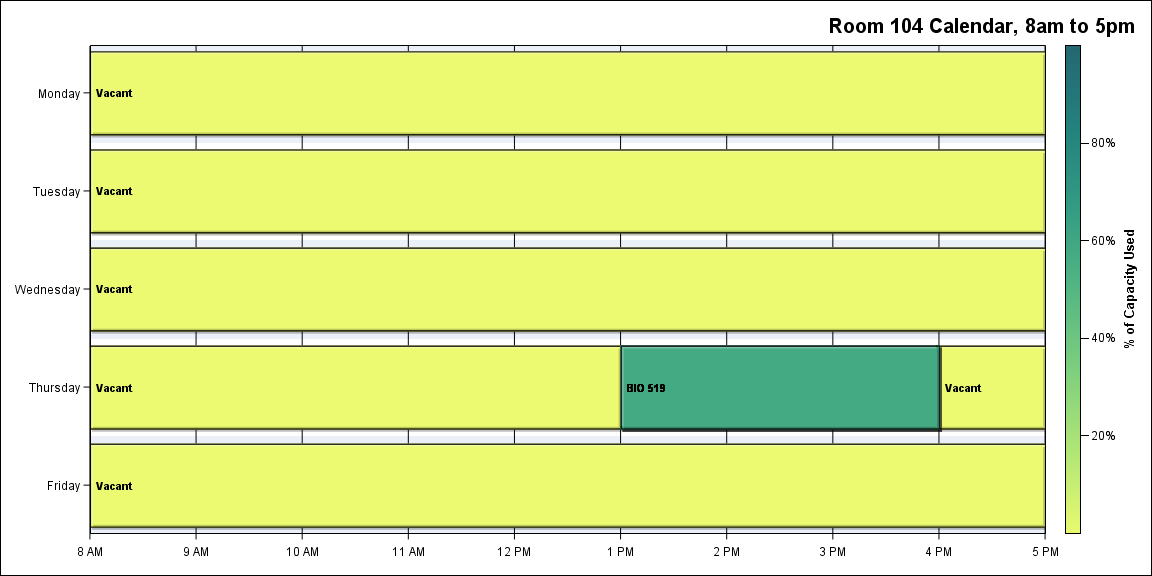 Room 104 Calendar, 8am to 5pm
Monday
Vacant
Tuesday
Vacant
Wednesday
Vacant
Thursday
Vacant
BIO 519
Vacant
Friday
Vacant
8 AM
9 AM
10 AM
11 AM
12 PM
1 PM
2 PM
3 PM
4 PM
5 PM
80%
60%
40%
20%
% of Capacity Used